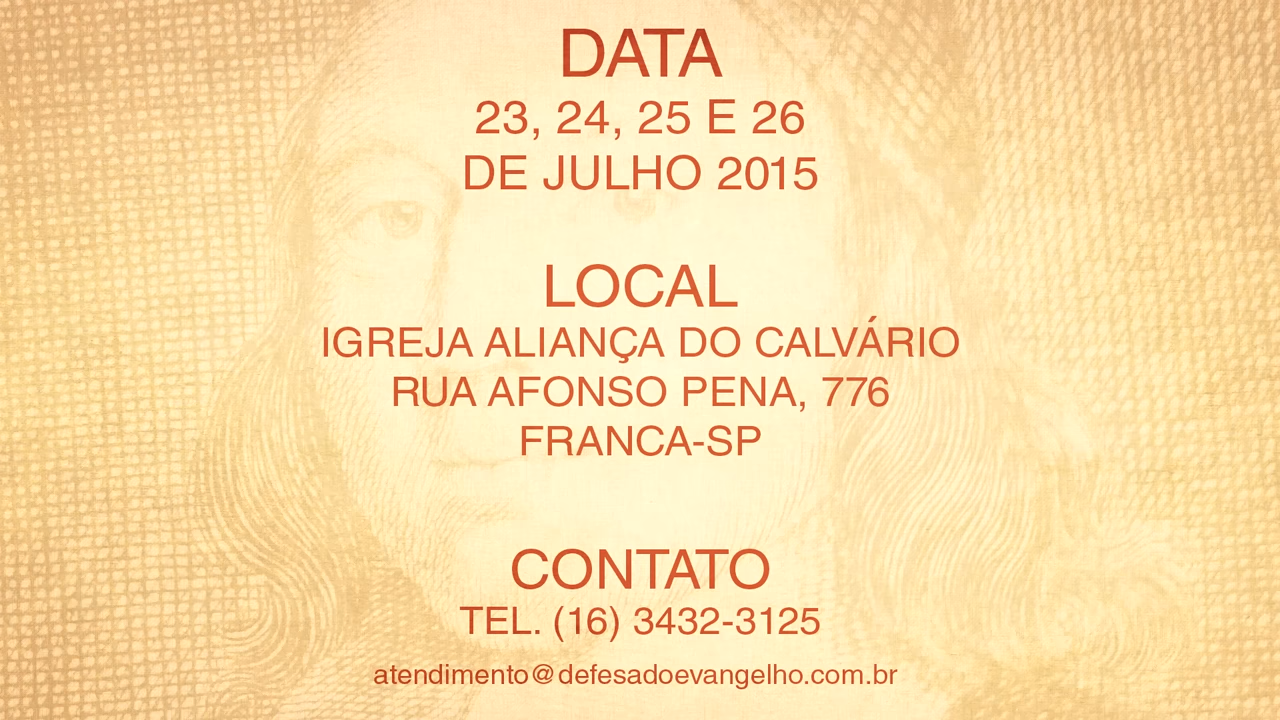 DATA
23, 24, 25 E 26
DE JULHO 2015
LOCAL
IGREJA ALIANÇA DO CALVÁRIO
RUA AFONSO PENA, 776
FRANCA-SP
CONTATO
TEL. (16) 3432-3125
atendimento@defesadoevangelho.com.br